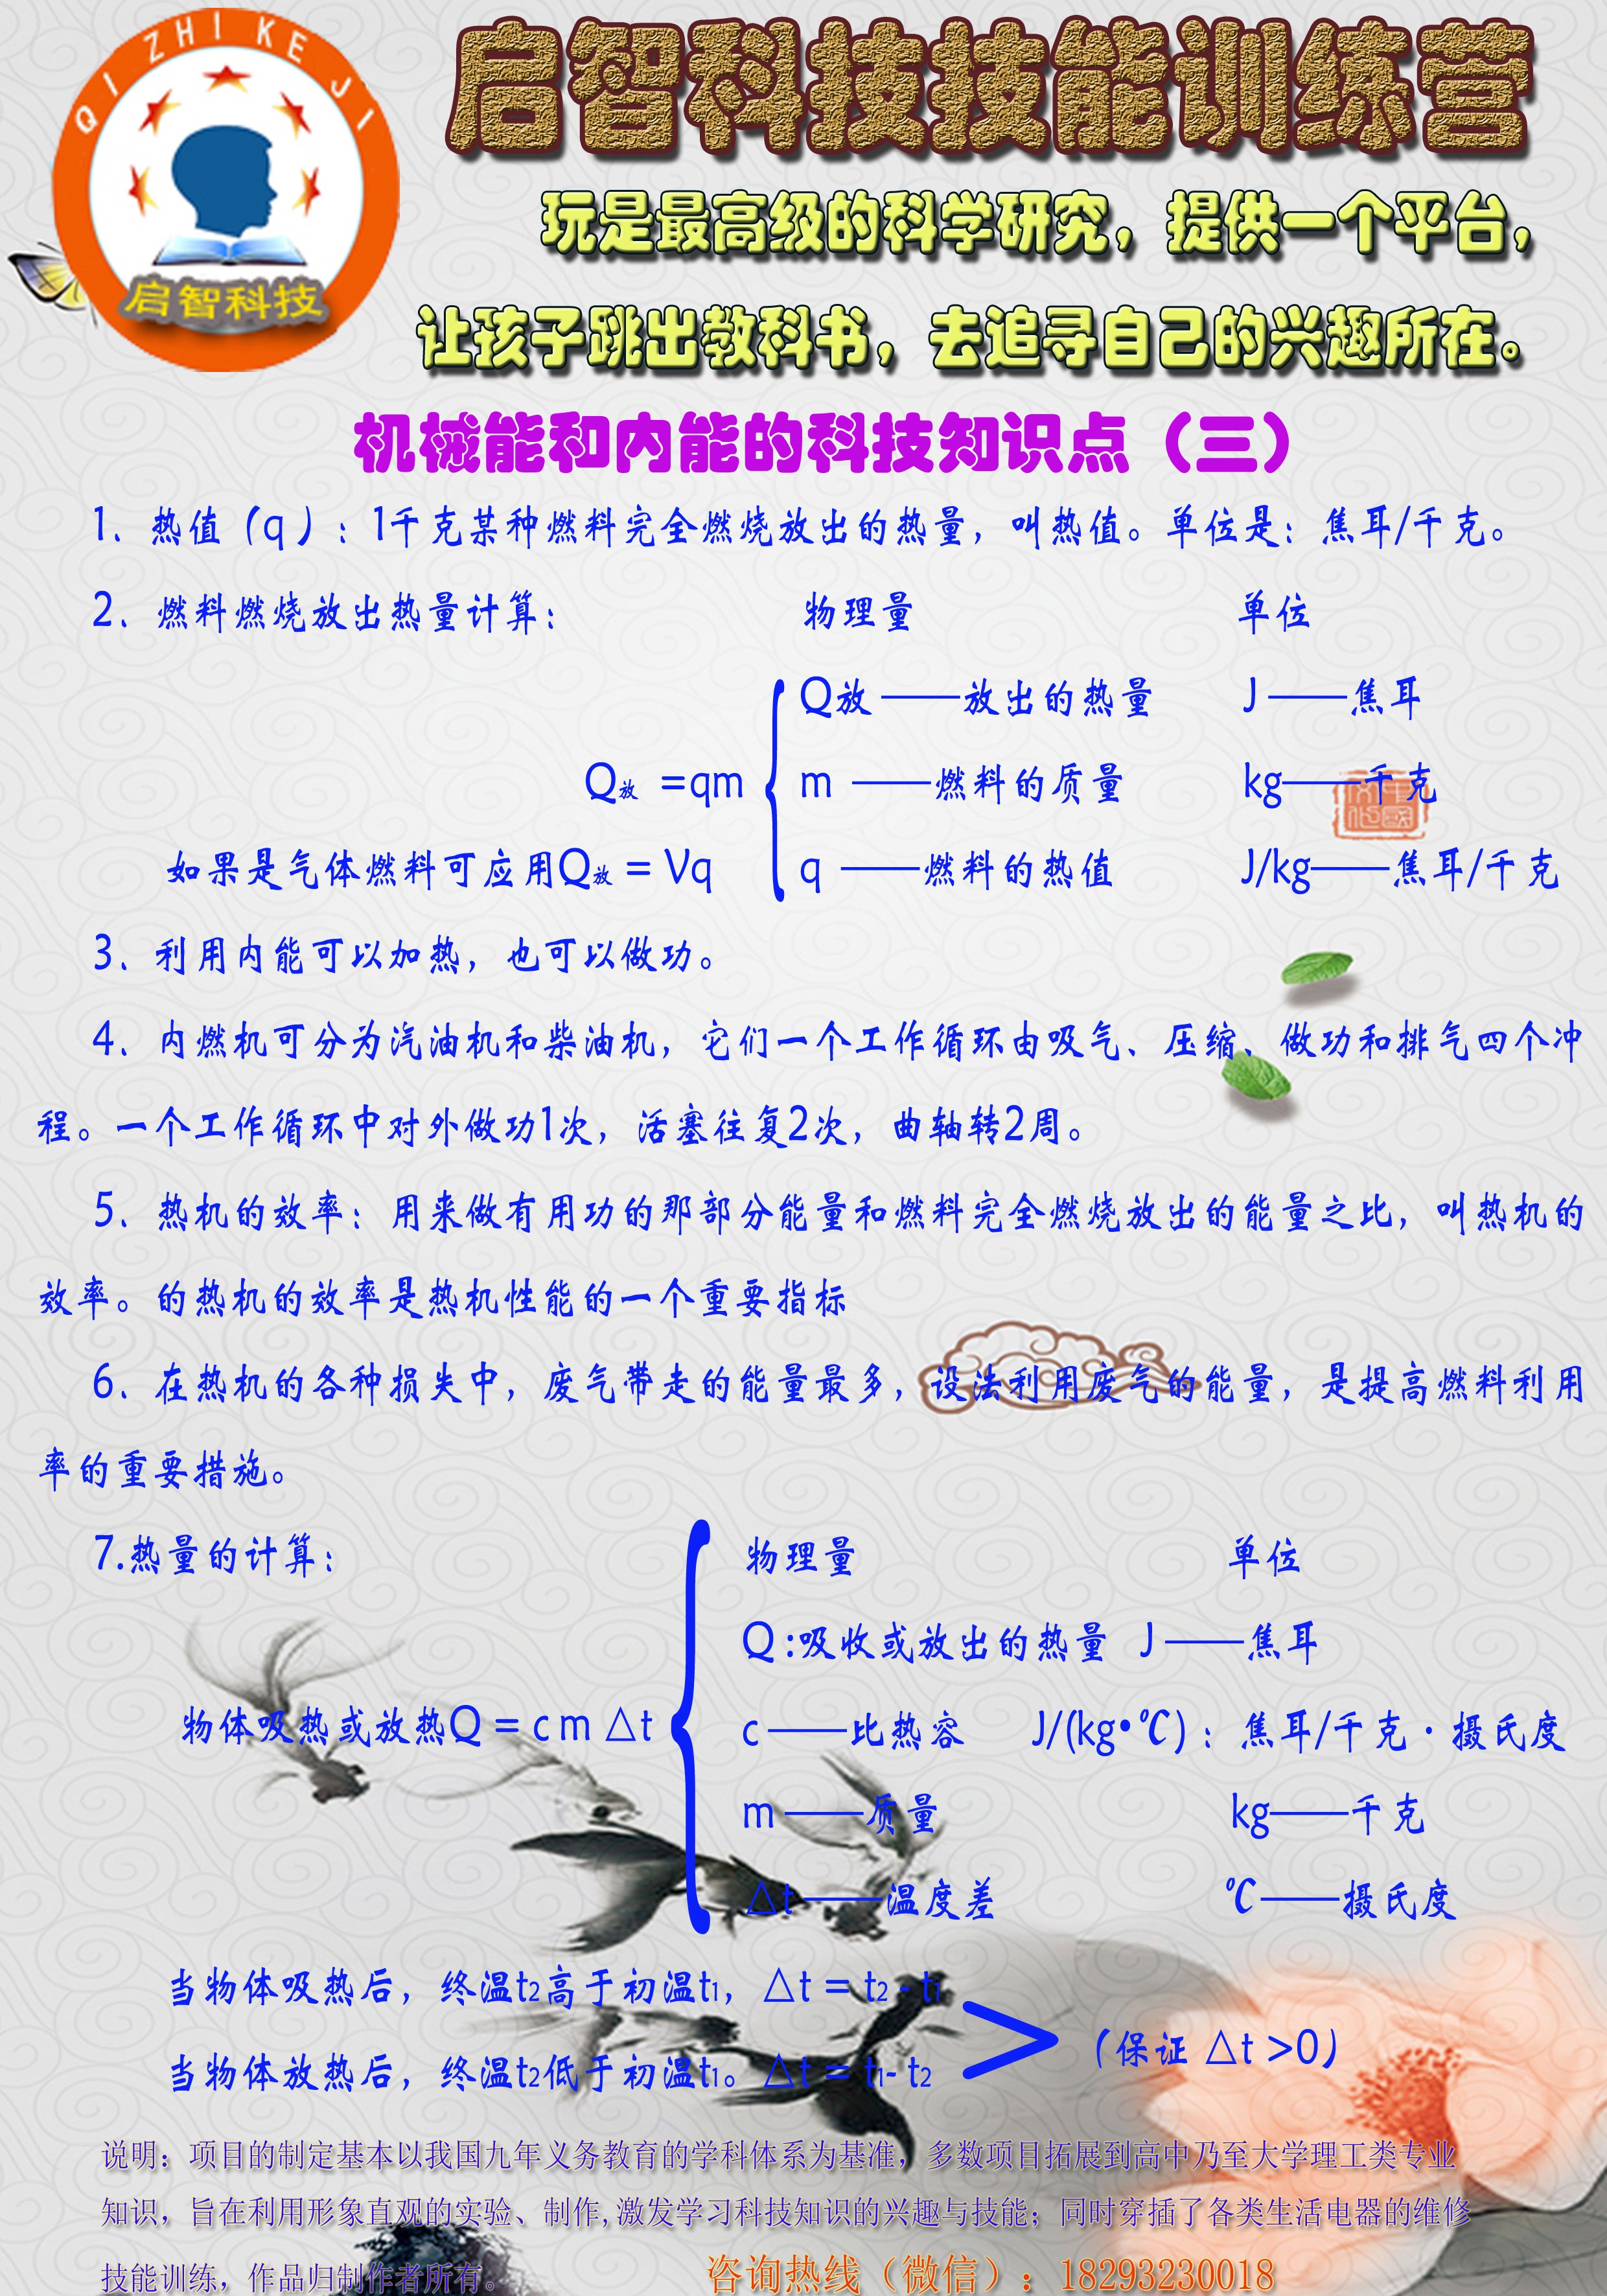 QI ZHI KE JI
启智科技
启智科技技能训练营
玩是最高级的科学研究，提供一个平台，
让孩子跳出教科书，去追寻自己的兴趣所在。
机械能和内能的科技知识点（三）
1、热值（q）：1千克某种燃料完全燃烧放出的热量，叫热值。单位是：焦耳/千克。
2、燃料燃烧放出热量计算： 物理量 单位
Q放 ——放出的热量 J ——焦耳
Q放 =qm m ——燃料的质量 kg——千克
如果是气体燃料可应用Q放 = Vq q ——燃料的热值 J/kg——焦耳/千克
3、利用内能可以加热，也可以做功。
4、内燃机可分为汽油机和柴油机，它们一个工作循环由吸气、压缩、做功和排气四个冲
程。一个工作循环中对外做功1次，活塞往复2次，曲轴转2周。
5、热机的效率：用来做有用功的那部分能量和燃料完全燃烧放出的能量之比，叫热机的
效率。的热机的效率是热机性能的一个重要指标
6、在热机的各种损失中，废气带走的能量最多，设法利用废气的能量，是提高燃料利用
率的重要措施。
7.热量的计算： 物理量 单位
Q :吸收或放出的热量 J ——焦耳
物体吸热或放热Q = c m △t c ——比热容 J/(kg•℃)：焦耳/千克·摄氏度
m ——质量 kg——千克
△t——温度差 ℃——摄氏度
当物体吸热后，终温t2高于初温t1，△t = t2 - t1
（保证 △t >0）
当物体放热后，终温t2低于初温t1。△t = t1- t2
说明：项目的制定基本以我国九年义务教育的学科体系为基准，多数项目拓展到高中乃至大学理工类专业
知识，旨在利用形象直观的实验、制作,激发学习科技知识的兴趣与技能；同时穿插了各类生活电器的维修
技能训练，作品归制作者所有。 咨询热线（微信）：18293230018